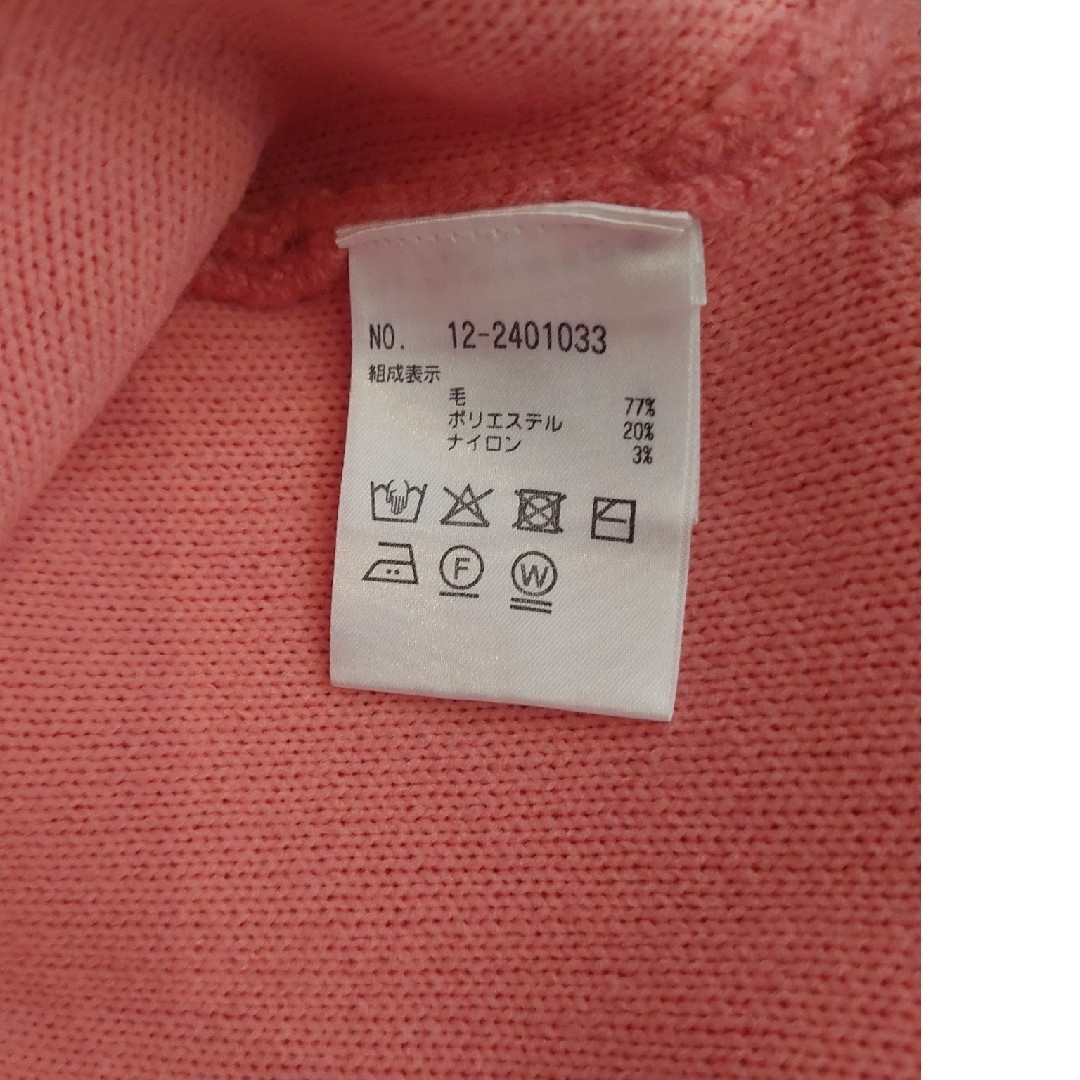 NO. 12-2401033
組成表示
毛 77%
ポリエステル 20%
ナイロン 3%
F W